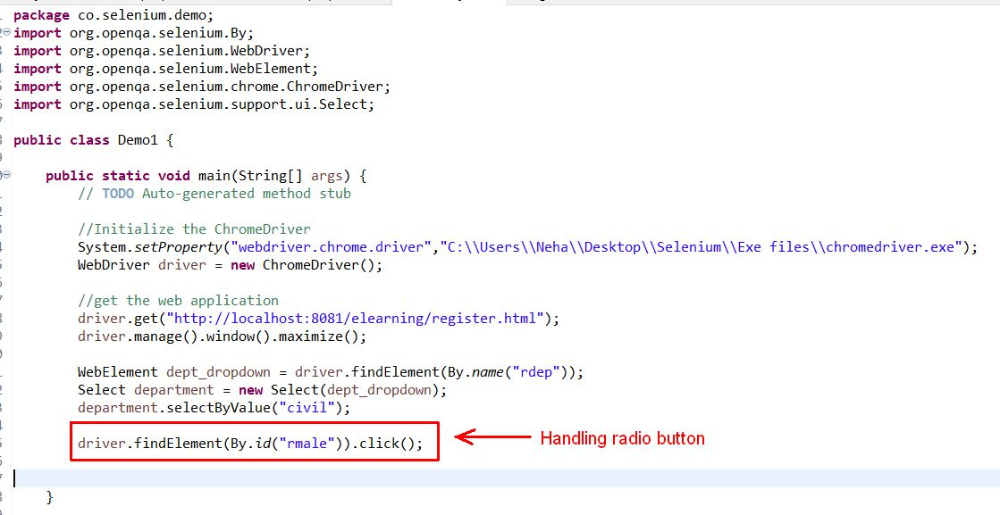 package co.selenium.demo;
import org.openqa.selenium.By;
import org.openqa.selenium.WebDriver;
import org.openqa.selenium.WebElement;
import org.openqa.selenium.chrome.ChromeDriver;
import org.openqa.selenium.support.ui.Select;
public class Demo1 {
public static void main(String[] args) {
// TODO Auto-generated method stub
//Initialize the ChromeDriver
System.setProperty("webdriver.chrome.driver","C:\\Users\\Neha\\Desktop\\Selenium\\Exe files\\chromedriver.exe");
WebDriver driver = new ChromeDriver();
//get the web application
driver.get("http://localhost:8081/elearning/register.html");
driver.manage().window().maximize();
WebElement dept_dropdown = driver.findElement(By.name("rdep"));
Select department = new Select(dept_dropdown);
department.selectByValue("civil");
driver.findElement(By.id("rmale")).click();
Handling radio button
}